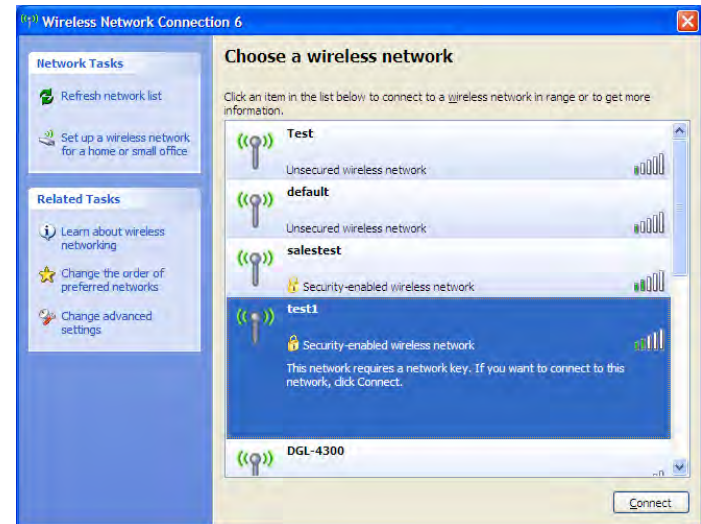 Wireless Network Connection 6
Network Tasks
Refresh network list
Set up a wireless network
for a home or small office
Related Tasks
Learn about wireless
networking
Change the order of
preferred networks
Change advanced
settings
Choose a wireless network
Click an item in the list below to connect to a wireless network in range or to get more
information.
Test
Unsecured wireless network
default
Unsecured wireless network
salestest
Security-enabled wireless network
test1
Security-enabled wireless network
This network requires a network key. If you want to connect to this
network, click Connect.
DGL-4300
Connect